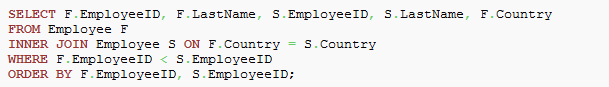 SELECT F.EmployeeID, F.LastName, S.EmployeeID, S.LastName, F.Country
FROM Employee F
INNER JOIN Employee S ON F.Country = S.Country
WHERE F.EmployeeID < S.EmployeeID
ORDER BY F.EmployeeID, S.EmployeeID;